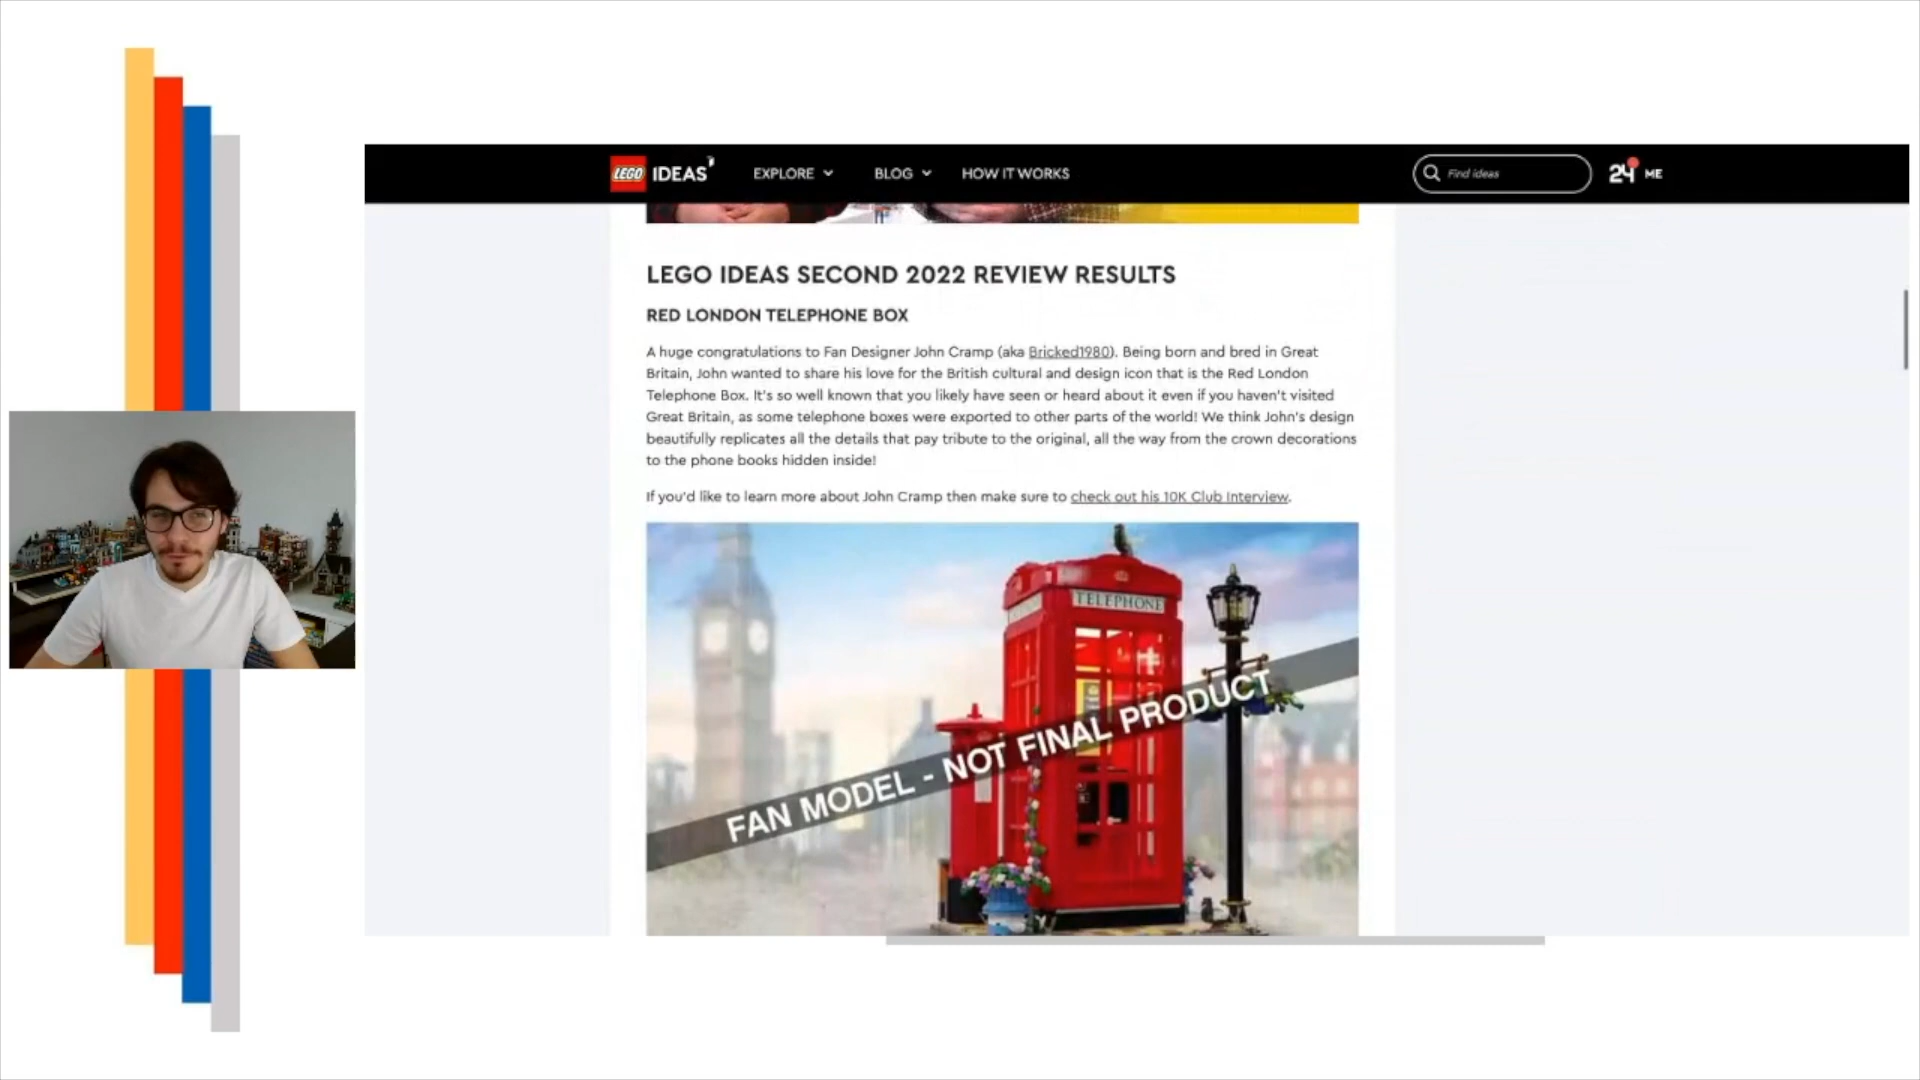 LEGO IDEAS
EXPLORE
BLOG
HOW IT WORKS
Find ideas
24
ME
LEGO IDEAS SECOND 2022 REVIEW RESULTS
RED LONDON TELEPHONE BOX
A huge congratulations to Fan Designer John Cramp (aka Bricked1980). Being born and bred in Great
Britain, John wanted to share his love for the British cultural and design icon that is the Red London
Telephone Box. It's so well known that you likely have seen or heard about it even if you haven't visited
Great Britain, as some telephone boxes were exported to other parts of the world! We think John's design
beautifully replicates all the details that pay tribute to the original, all the way from the crown decorations
to the phone books hidden inside!
If you'd like to learn more about John Cramp then make sure to check out his 10K Club Interview.
TELEPHONE
FAN MODEL - NOT FINAL PRODUCT